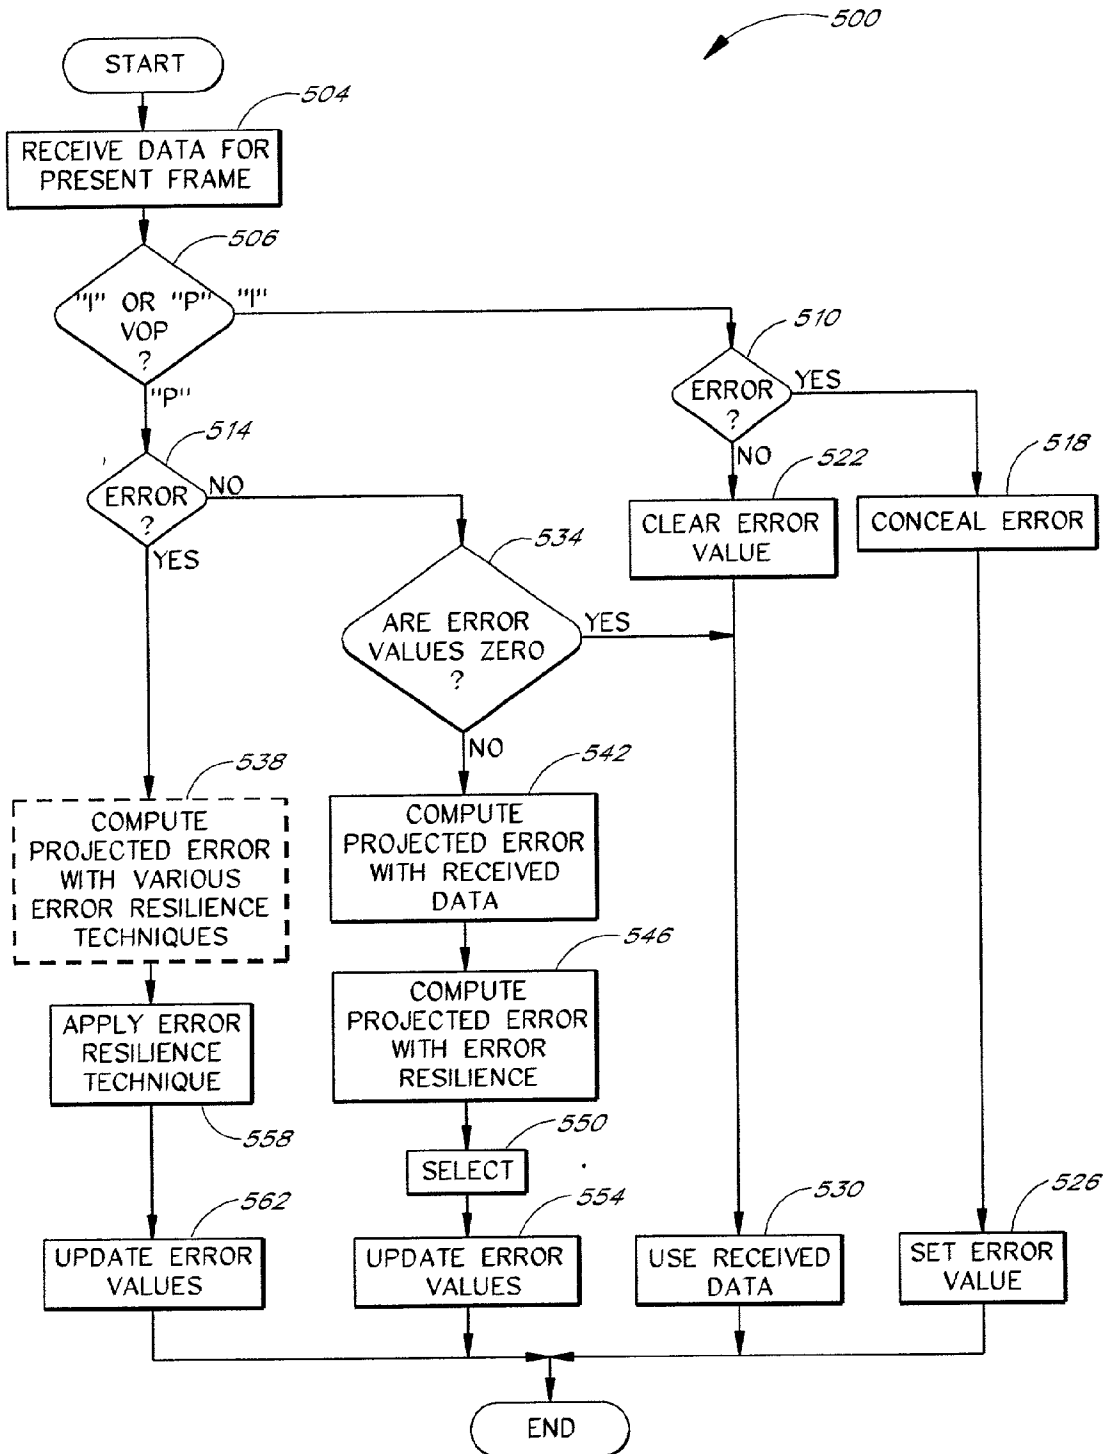 500
START
504
RECEIVE DATA FOR
PRESENT FRAME
506
"I" OR "P"
VOP
?
"I"
"P"
510
ERROR
?
YES
NO
514
ERROR
?
NO
YES
522
CLEAR ERROR
VALUE
518
CONCEAL ERROR
534
ARE ERROR
VALUES ZERO
?
YES
NO
538
COMPUTE
PROJECTED ERROR
WITH VARIOUS
ERROR RESILIENCE
TECHNIQUES
542
COMPUTE
PROJECTED ERROR
WITH RECEIVED
DATA
546
COMPUTE
PROJECTED ERROR
WITH ERROR
RESILIENCE
APPLY ERROR
RESILIENCE
TECHNIQUE
558
550
SELECT
562
UPDATE ERROR
VALUES
554
UPDATE ERROR
VALUES
530
USE RECEIVED
DATA
526
SET ERROR
VALUE
END